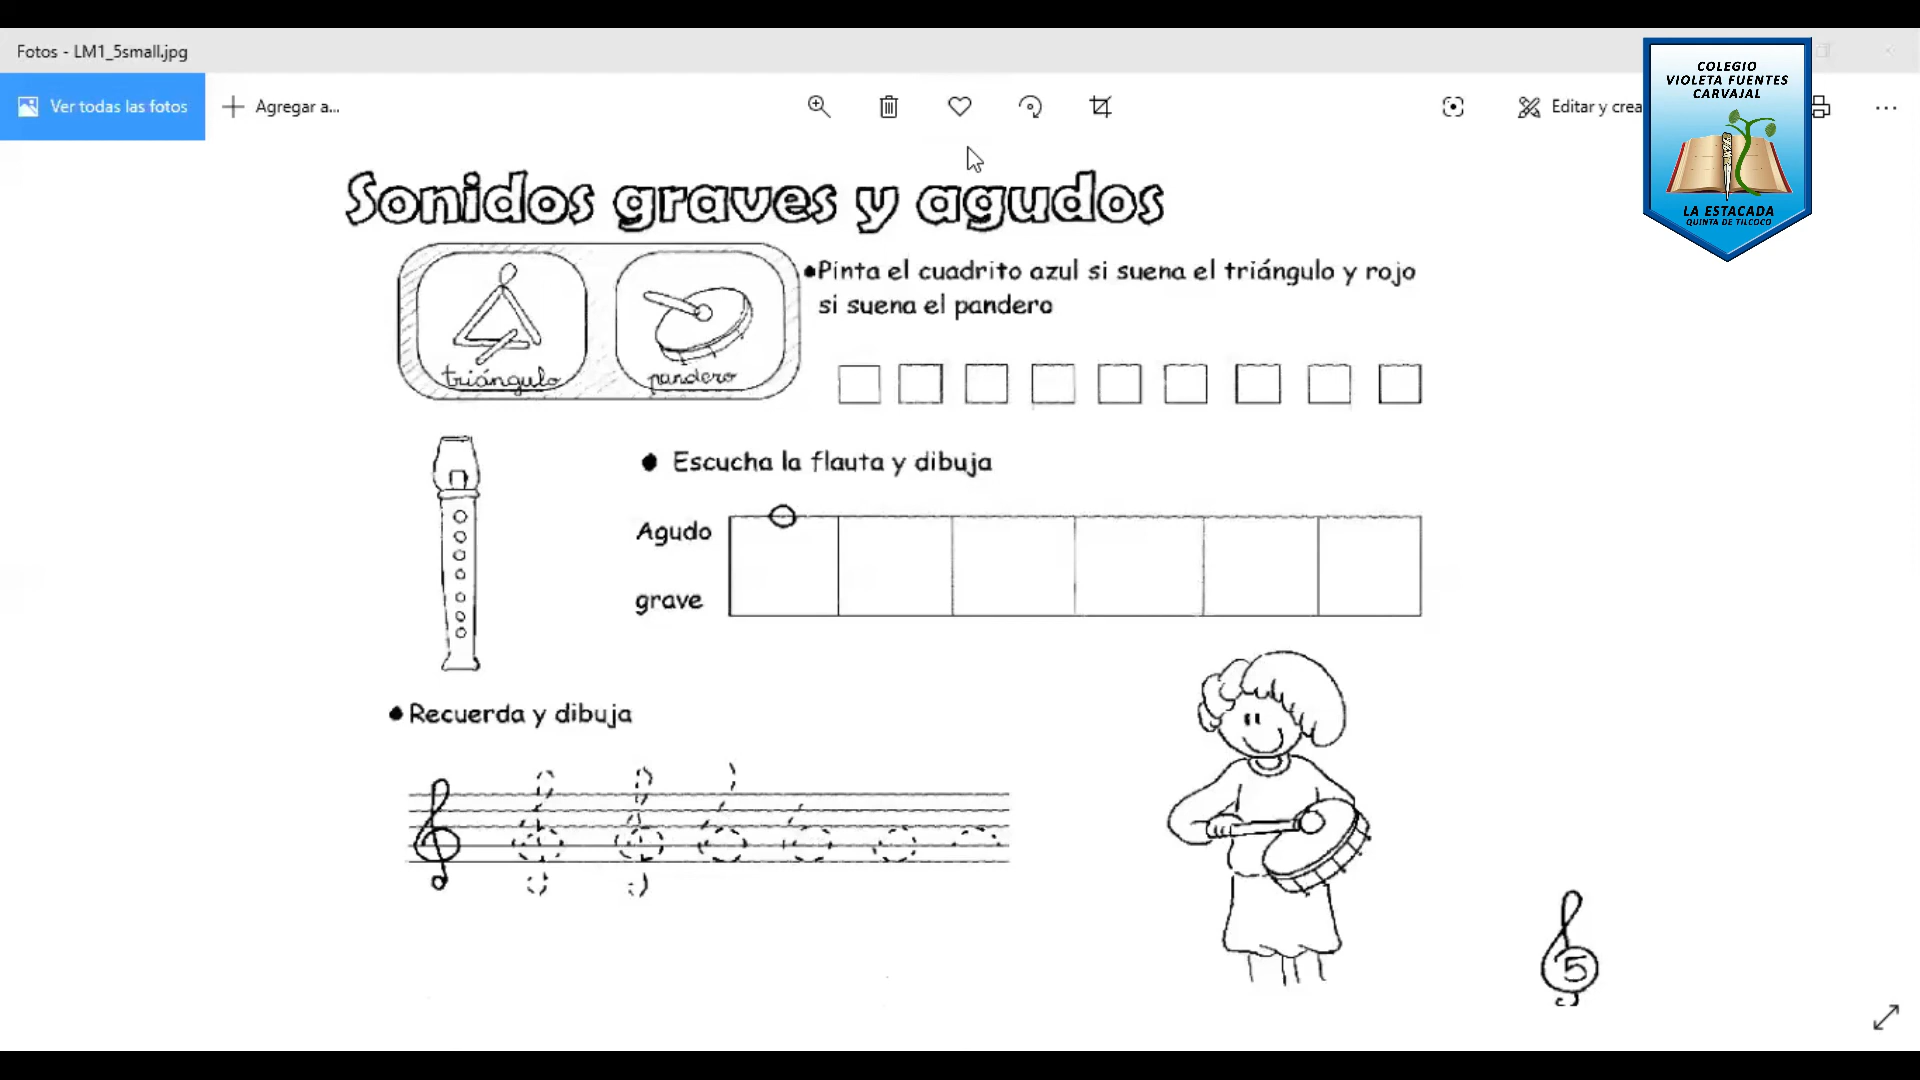 Fotos - LM1_5small.jpg
Ver todas las fotos
Agregar a...
Editar y crea
COLEGIO
VIOLETA FUENTES
CARVAJAL
LA ESTACADA
QUINTA DE TILCOCO
Sonidos graves y agudos
triángulo
pandero
Pinta el cuadrito azul si suena el triángulo y rojo
si suena el pandero
Escucha la flauta y dibuja
Agudo
grave
Recuerda y dibuja
5